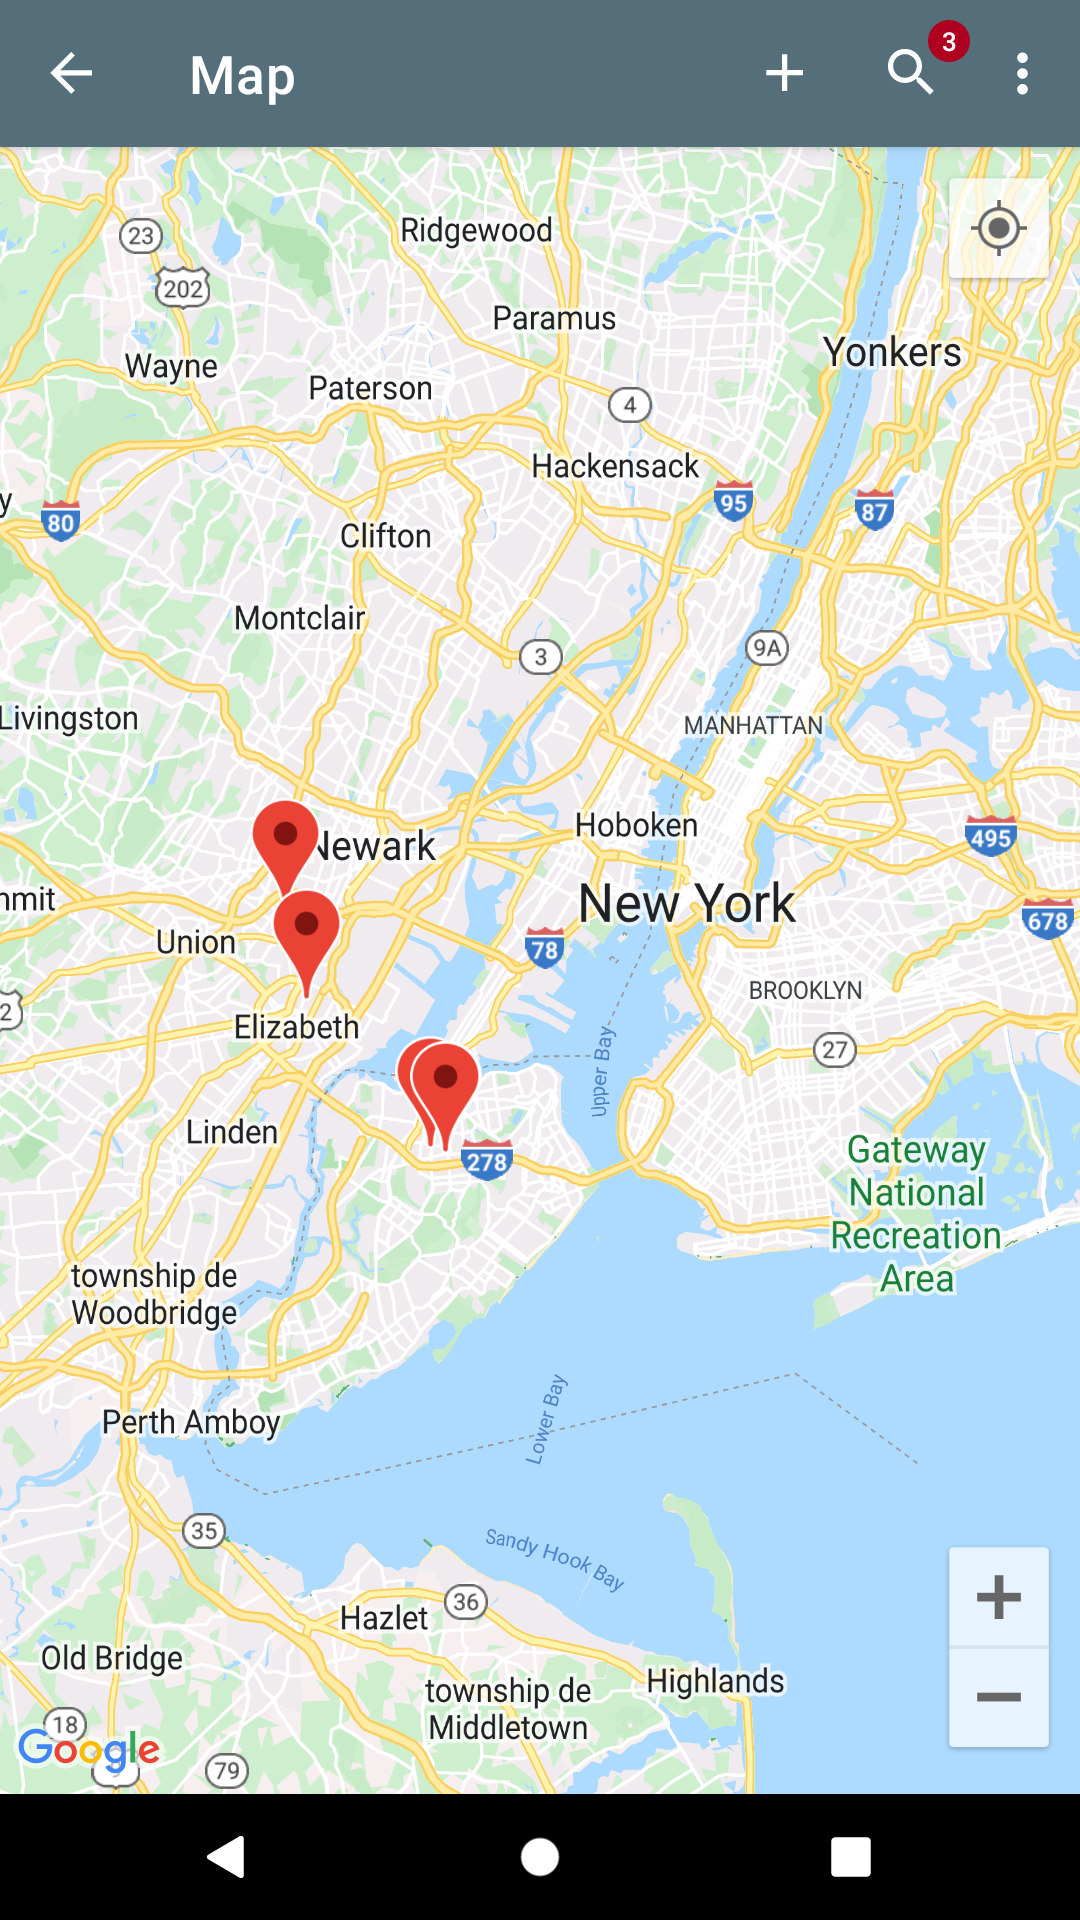 Map
3
Ridgewood
23
202
Paramus
Yonkers
Wayne
Paterson
4
Hackensack
95
87
y
80
Clifton
Montclair
3
9A
Livingston
MANHATTAN
Hoboken
495
Newark
nmit
New York
678
Union
78
BROOKLYN
2
Elizabeth
27
Upper Bay
Linden
278
Gateway
National
Recreation
Area
township de
Woodbridge
Perth Amboy
Lower Bay
35
Sandy Hook Bay
36
Hazlet
Old Bridge
Highlands
township de
Middletown
18
Google
79